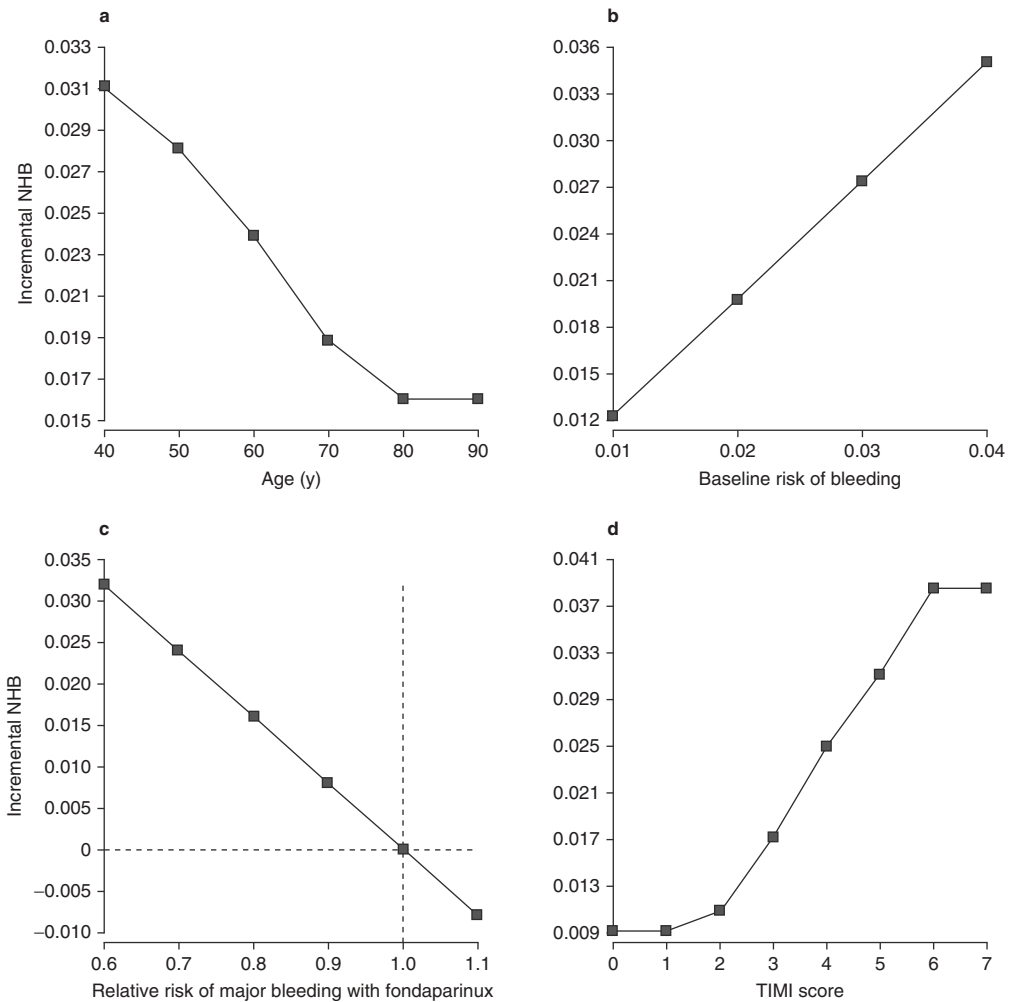 a
0.033
0.031
0.029
0.027
0.025
0.023
0.021
0.019
0.017
0.015
Incremental NHB
40 50 60 70 80 90
Age (y)
b
0.036
0.033
0.030
0.027
0.024
0.021
0.018
0.015
0.012
0.01 0.02 0.03 0.04
Baseline risk of bleeding
c
0.035
0.030
0.025
0.020
0.015
0.010
0.005
0
−0.005
−0.010
Incremental NHB
0.6 0.7 0.8 0.9 1.0 1.1
Relative risk of major bleeding with fondaparinux
d
0.041
0.037
0.033
0.029
0.025
0.021
0.017
0.013
0.009
0 1 2 3 4 5 6 7
TIMI score